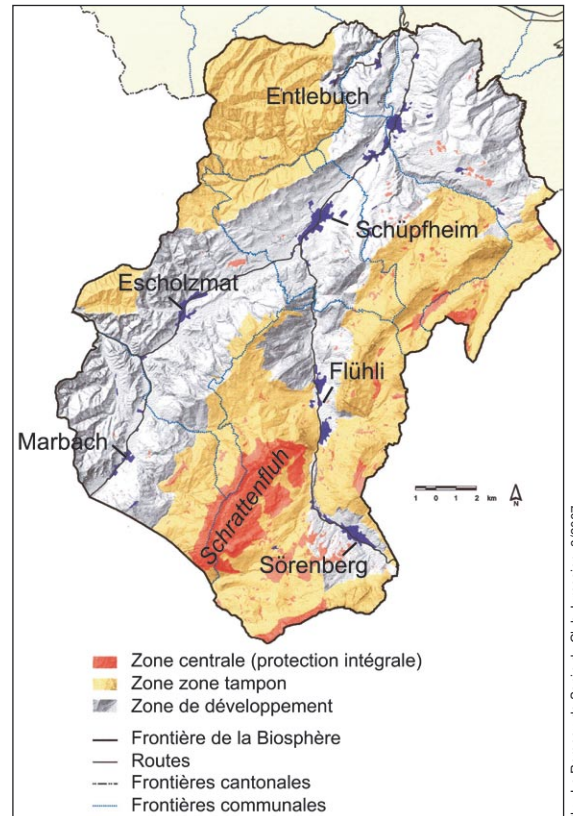 Entlebuch
Schüpfheim
Escholzmat
Flühli
Marbach
Schrattenfluh
Sörenberg
1 0 1 2 km
N
Zone centrale (protection intégrale)
Zone zone tampon
Zone de développement
Frontière de la Biosphère
Routes
Frontières cantonales
Frontières communales